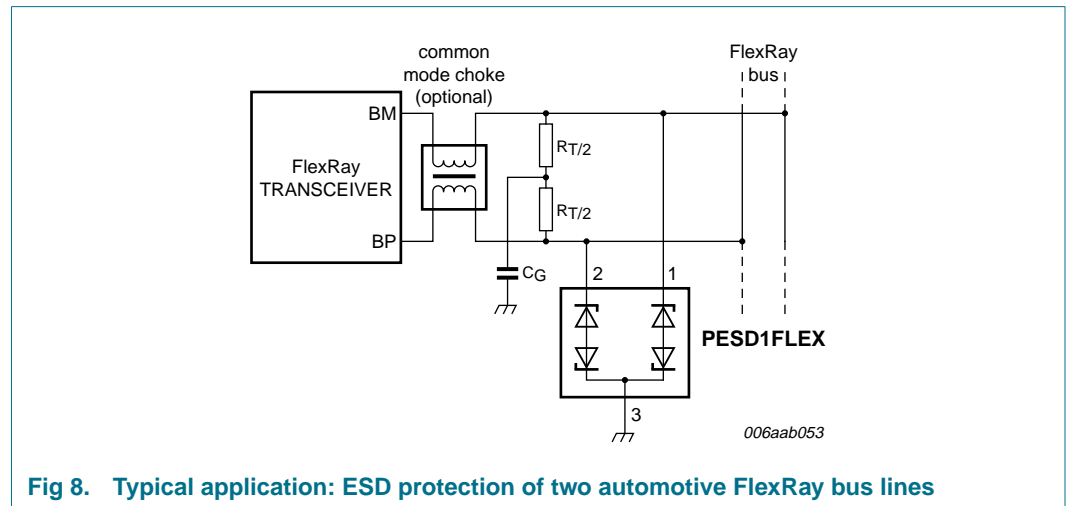 common
mode choke
(optional)
FlexRay
bus
BM
FlexRay
TRANSCEIVER
BP
RT/2
RT/2
CG
2
1
PESD1FLEX
3
006aab053
Fig 8. Typical application: ESD protection of two automotive FlexRay bus lines